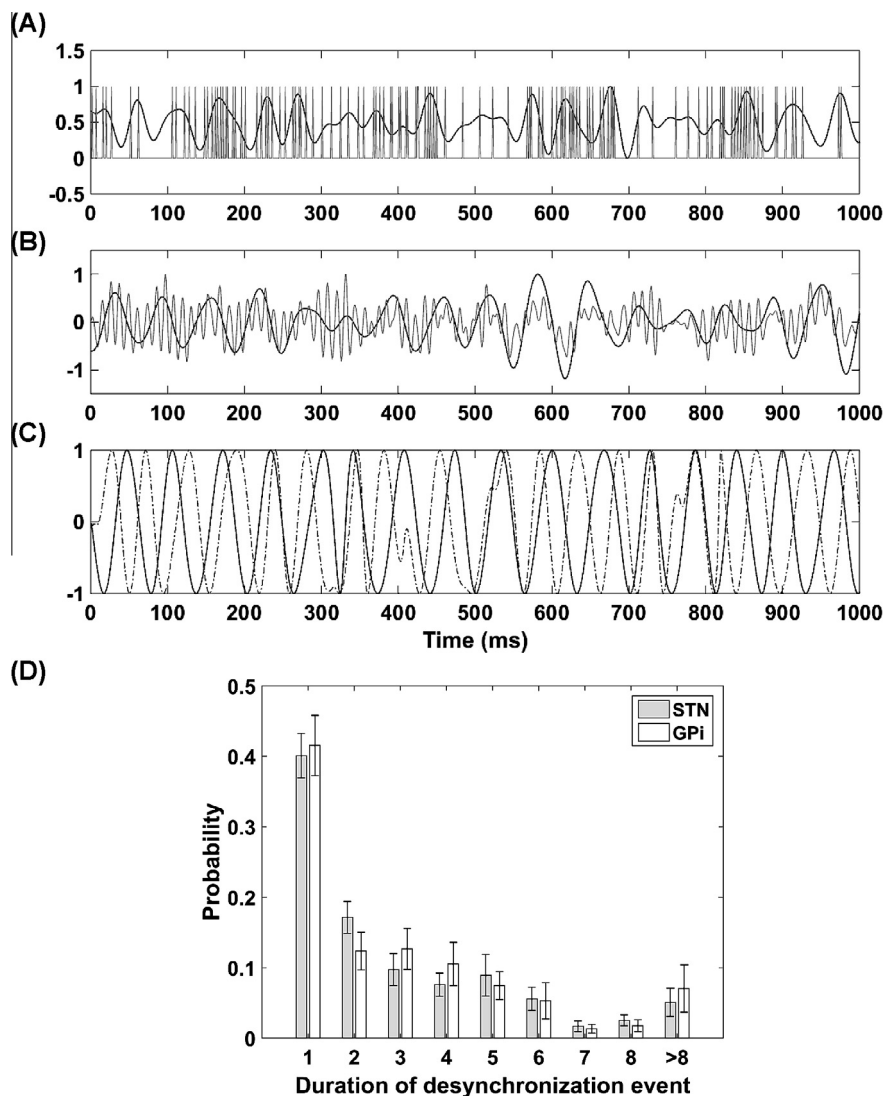 (A)
1.5
1
0.5
0
-0.5
0 100 200 300 400 500 600 700 800 900 1000
(B)
1
0
-1
0 100 200 300 400 500 600 700 800 900 1000
(C)
1
0
-1
0 100 200 300 400 500 600 700 800 900 1000
Time (ms)
(D)
0.5
0.4
0.3
0.2
0.1
0
Probability
STN
GPi
1 2 3 4 5 6 7 8 >8
Duration of desynchronization event